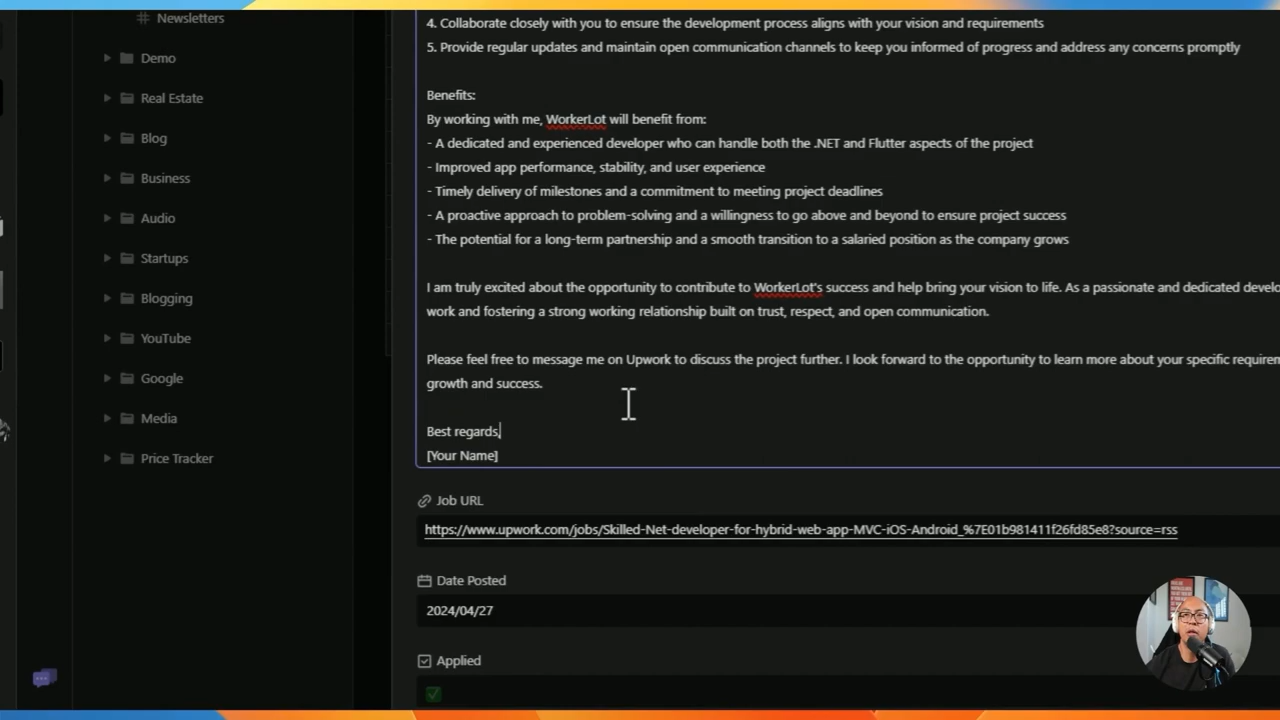 Newsletters
Demo
Real Estate
Blog
Business
Audio
Startups
Blogging
YouTube
Google
Media
Price Tracker
4. Collaborate closely with you to ensure the development process aligns with your vision and requirements
5. Provide regular updates and maintain open communication channels to keep you informed of progress and address any concerns promptly
Benefits:
By working with me, WorkerLot will benefit from:
- A dedicated and experienced developer who can handle both the .NET and Flutter aspects of the project
- Improved app performance, stability, and user experience
- Timely delivery of milestones and a commitment to meeting project deadlines
- A proactive approach to problem-solving and a willingness to go above and beyond to ensure project success
- The potential for a long-term partnership and a smooth transition to a salaried position as the company grows
I am truly excited about the opportunity to contribute to WorkerLot's success and help bring your vision to life. As a passionate and dedicated develo
work and fostering a strong working relationship built on trust, respect, and open communication.
Please feel free to message me on Upwork to discuss the project further. I look forward to the opportunity to learn more about your specific requirem
growth and success.
Best regards,
[Your Name]
Job URL
https://www.upwork.com/jobs/Skilled-Net-developer-for-hybrid-web-app-MVC-iOS-Android_%7E01b981411f26fd85e8?source=rss
Date Posted
2024/04/27
Applied